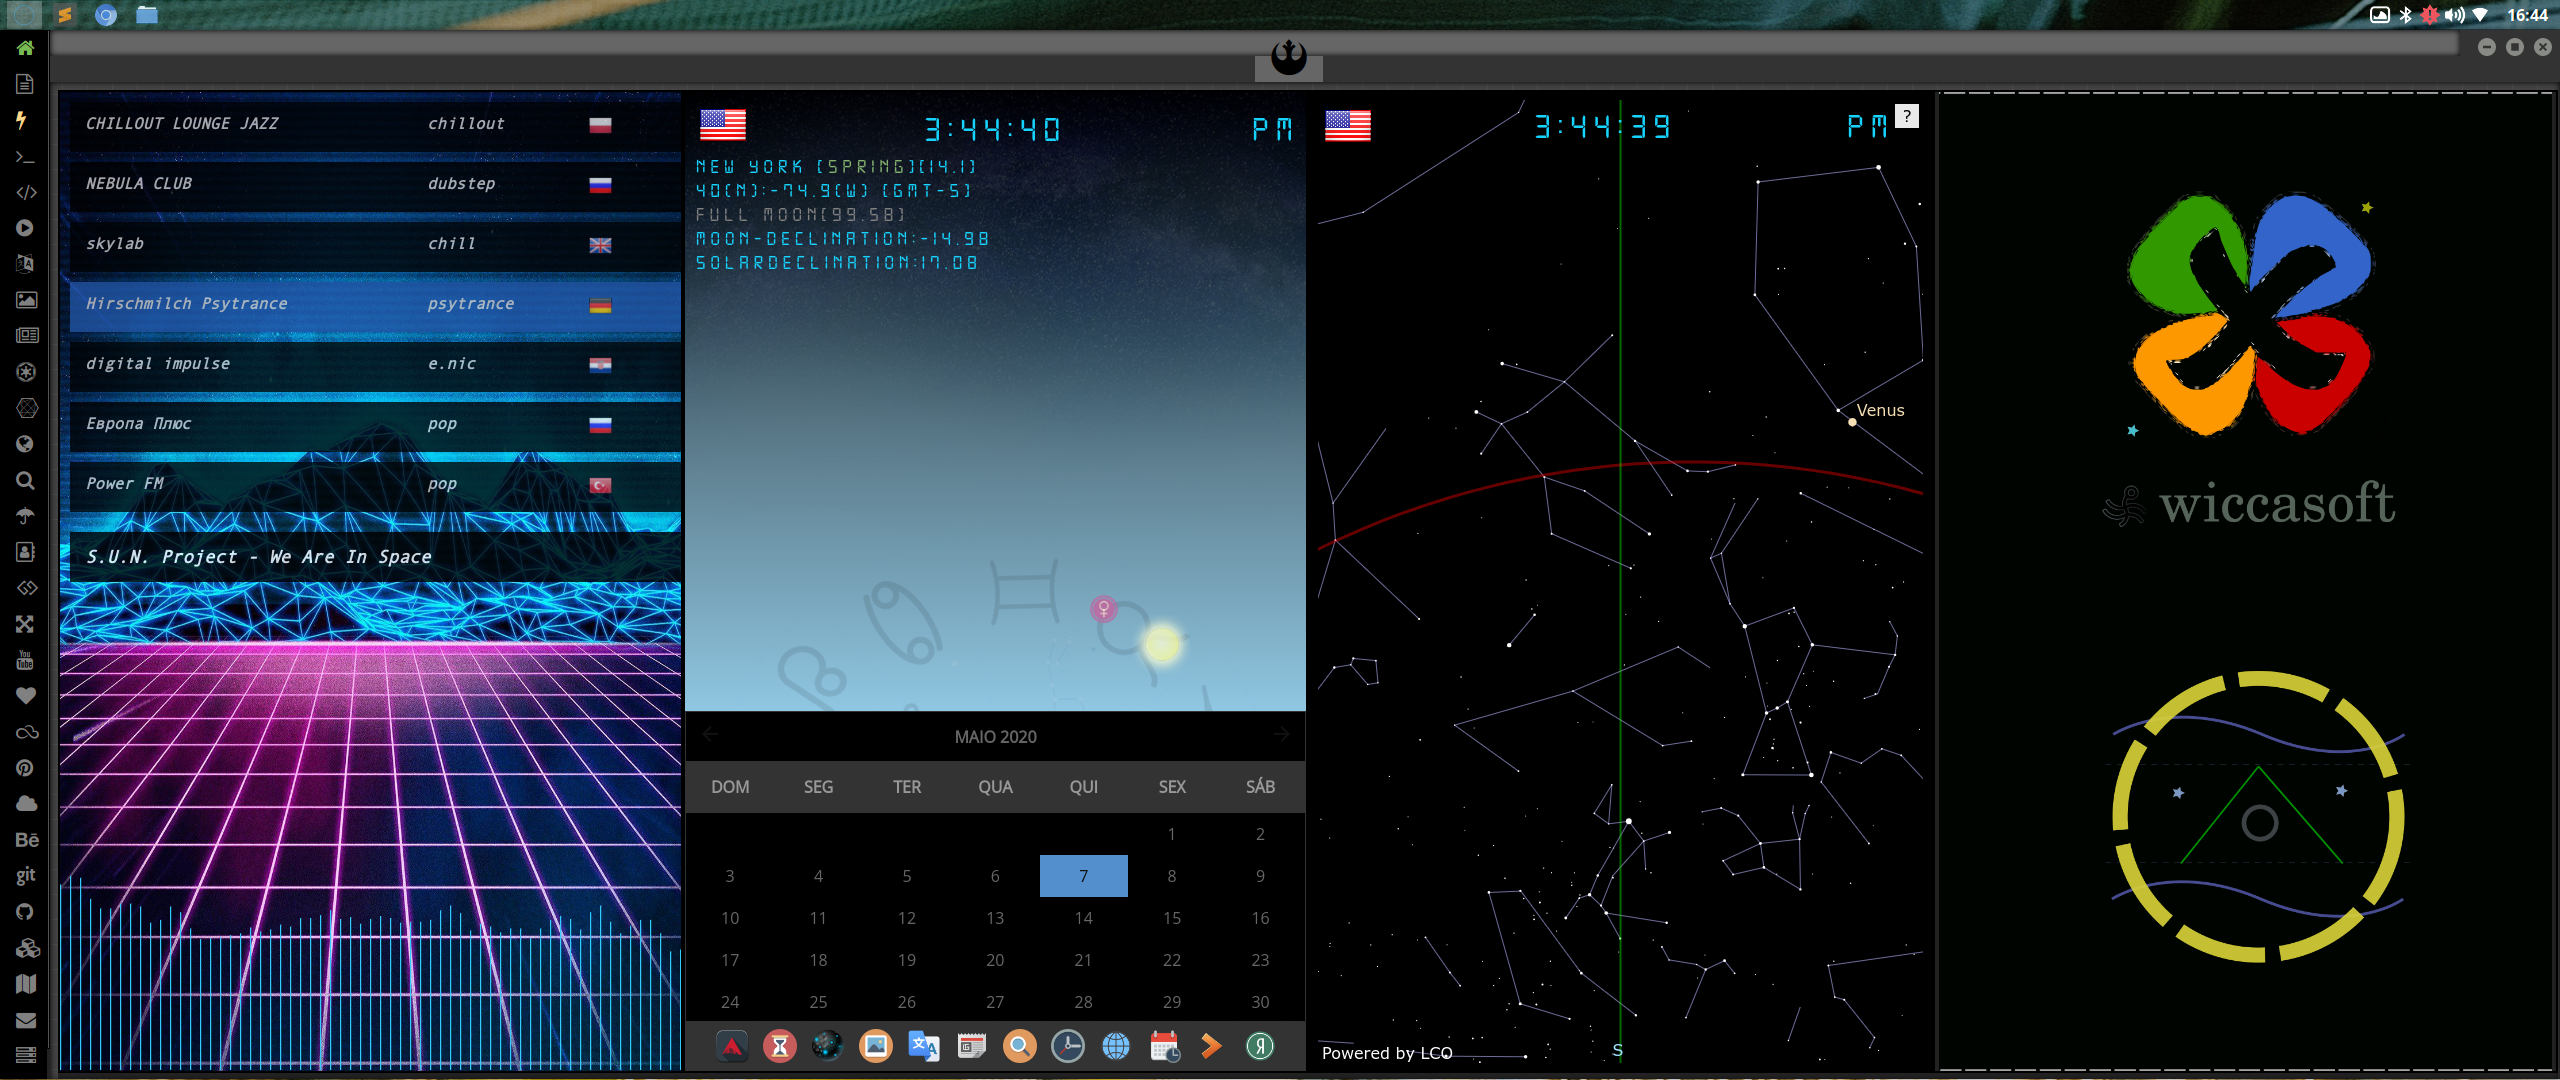 16:44
CHILLOUT LOUNGE JAZZ chillout
NEBULA CLUB dubstep
skylab chill
Hirschmilch Psytrance psytrance
digital impulse e.nic
Европа Плюс pop
Power FM pop
S.U.N. Project - We Are In Space
You
Tube
Bē
git
3:44:40 PM
NEW YORK [SPRING][14.1]
40(N):-74.9(W) [GMT-5]
FULL MOON[99.58]
MOON-DECLINATION:-14.98
SOLARDECLINATION:17.08
MAIO 2020
DOM SEG TER QUA QUI SEX SÁB
1 2
3 4 5 6 7 8 9
10 11 12 13 14 15 16
17 18 19 20 21 22 23
24 25 26 27 28 29 30
3:44:39 PM ?
Venus
Powered by LCO
S
wiccasoft